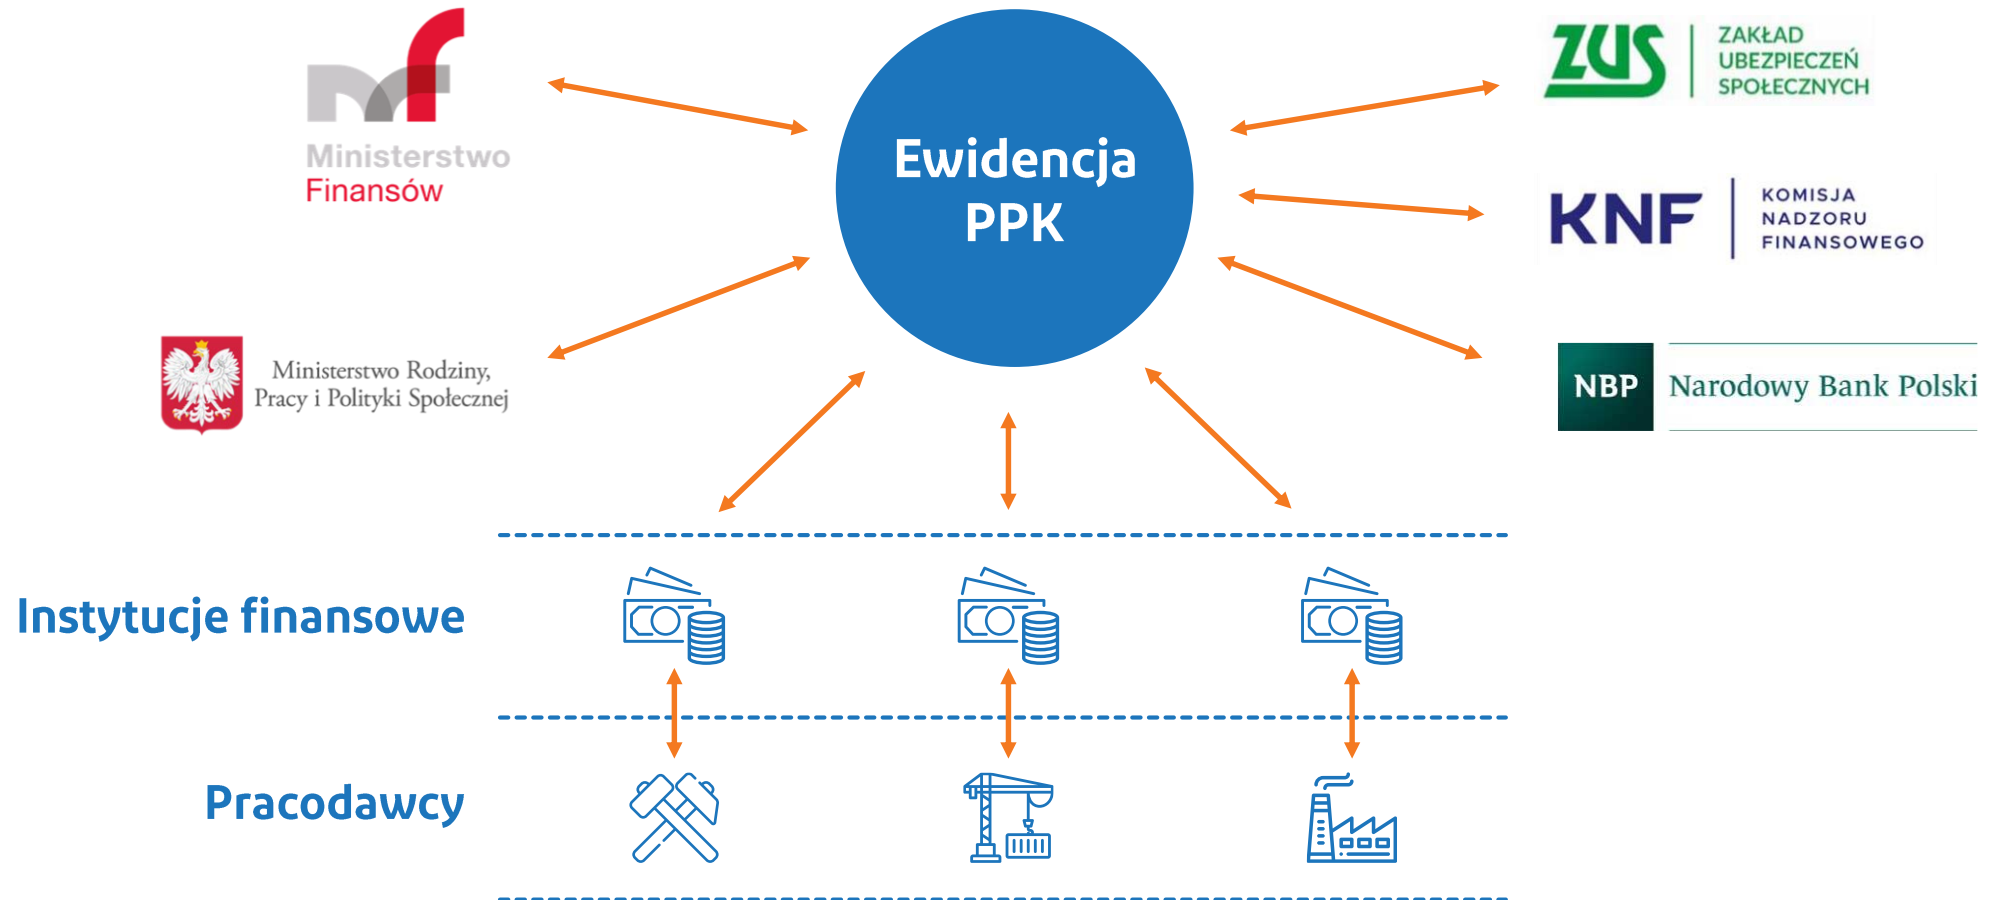 Ministerstwo
Finansów
Ewidencja
PPK
ZUS
ZAKŁAD
UBEZPIECZEŃ
SPOŁECZNYCH
KNF
KOMISJA
NADZORU
FINANSOWEGO
Ministerstwo Rodziny,
Pracy i Polityki Społecznej
NBP
Narodowy Bank Polski
Instytucje finansowe
Pracodawcy